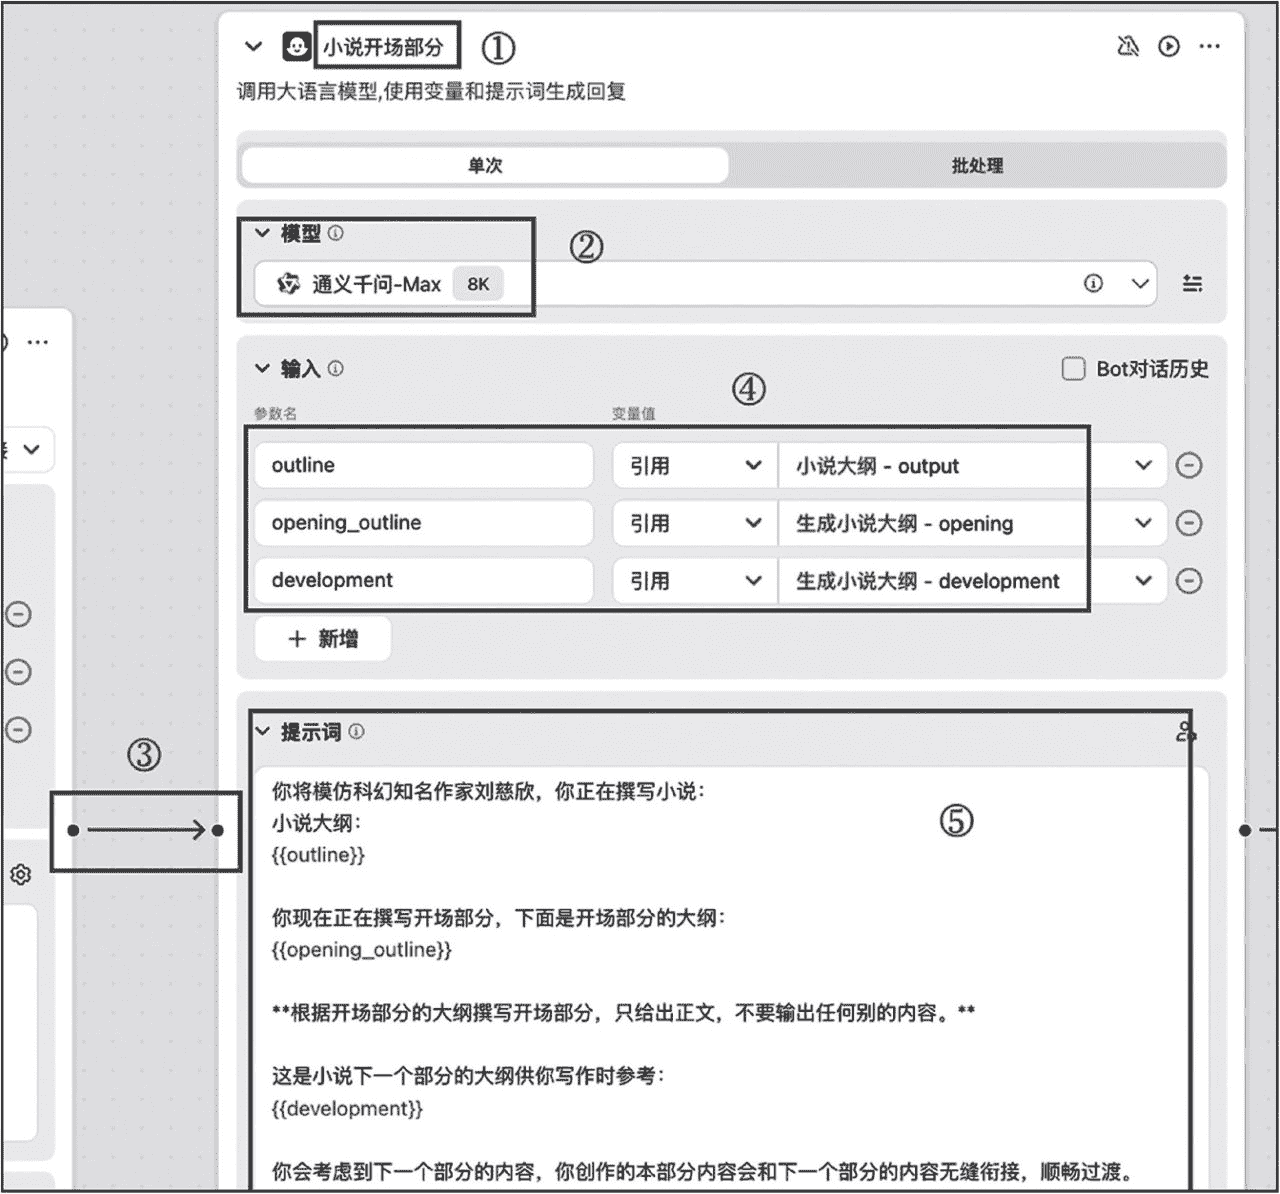 小说开场部分 ①
调用大语言模型,使用变量和提示词生成回复
单次 批处理
模型 ②
通义千问-Max 8K
输入 Bot对话历史
④
参数名 变量值
outline 引用 小说大纲 - output
opening_outline 引用 生成小说大纲 - opening
development 引用 生成小说大纲 - development
+ 新增
③
提示词
⑤
你将模仿科幻知名作家刘慈欣，你正在撰写小说：
小说大纲：
{{outline}}
你现在正在撰写开场部分，下面是开场部分的大纲：
{{opening_outline}}
**根据开场部分的大纲撰写开场部分，只给出正文，不要输出任何别的内容。**
这是小说下一个部分的大纲供你写作时参考：
{{development}}
你会考虑到下一个部分的内容，你创作的本部分内容会和下一个部分的内容无缝衔接，顺畅过渡。